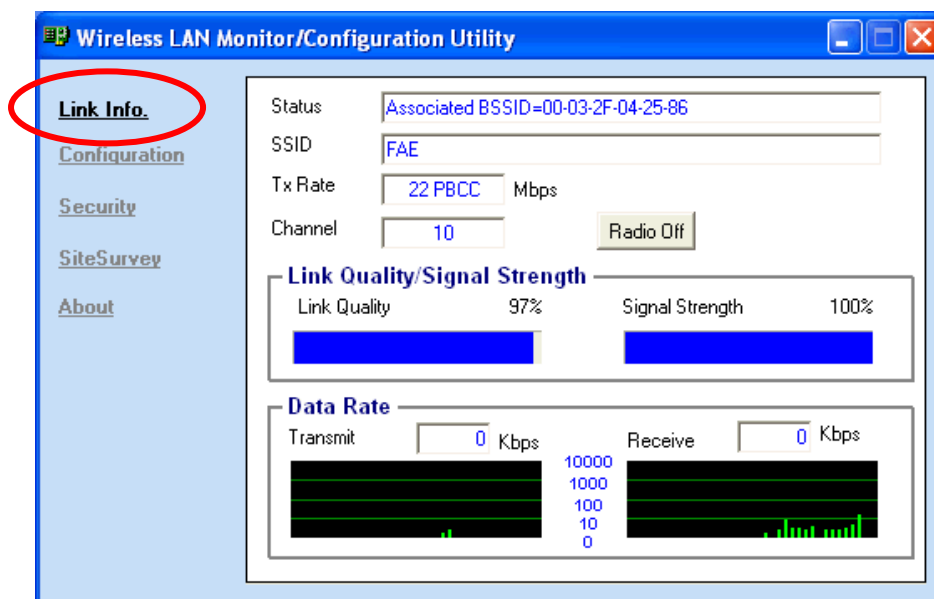 Wireless LAN Monitor/Configuration Utility
Link Info.
Configuration
Security
SiteSurvey
About
Status Associated BSSID=00-03-2F-04-25-86
SSID FAE
Tx Rate 22 PBCC Mbps
Channel 10 Radio Off
Link Quality/Signal Strength
Link Quality 97% Signal Strength 100%
Data Rate
Transmit 0 Kbps Receive 0 Kbps
10000
1000
100
10
0